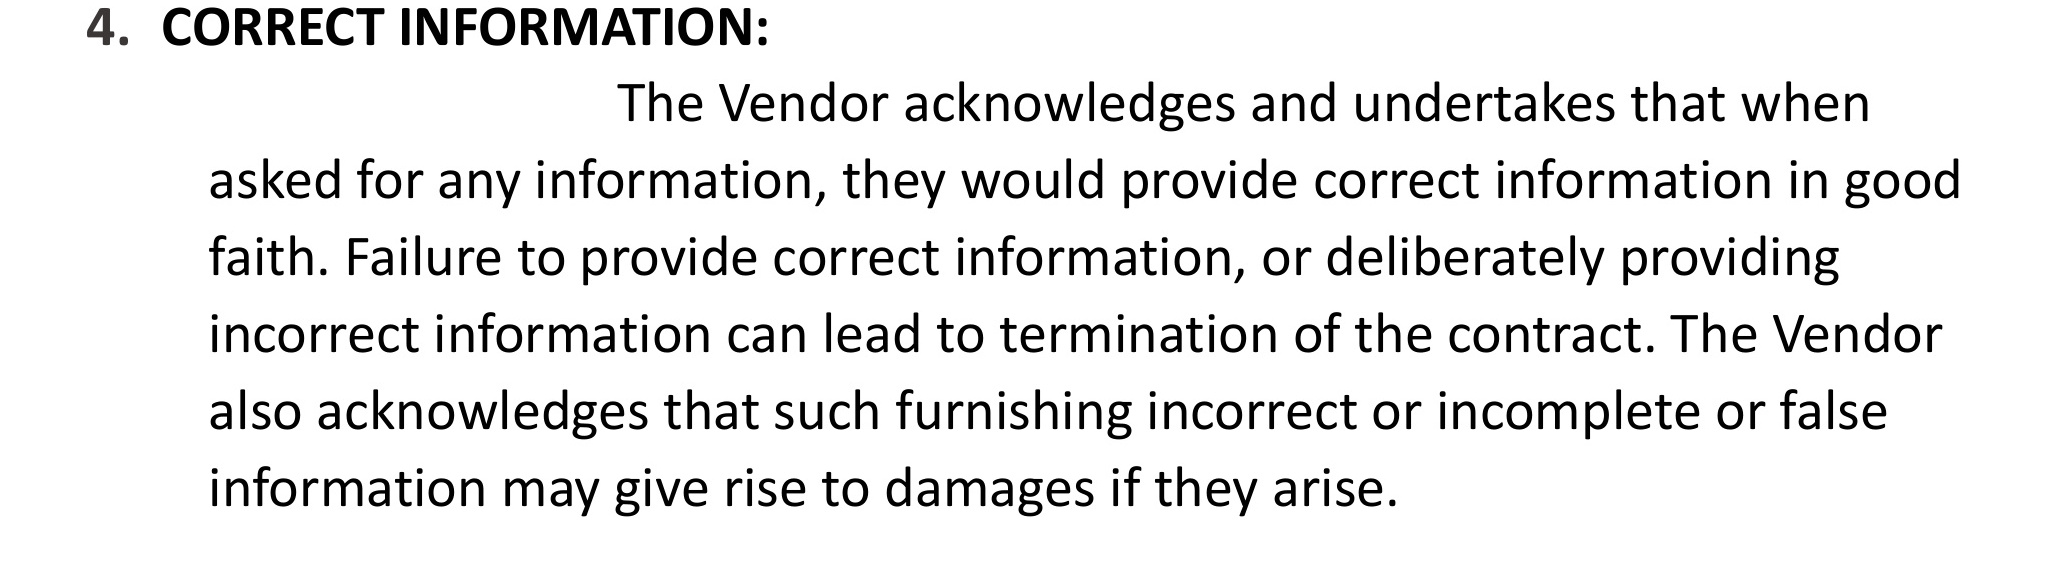 4. CORRECT INFORMATION:
The Vendor acknowledges and undertakes that when
asked for any information, they would provide correct information in good
faith. Failure to provide correct information, or deliberately providing
incorrect information can lead to termination of the contract. The Vendor
also acknowledges that such furnishing incorrect or incomplete or false
information may give rise to damages if they arise.